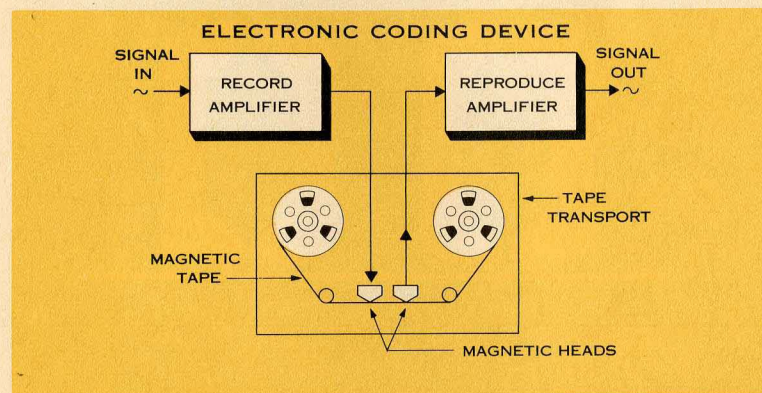 ELECTRONIC CODING DEVICE
SIGNAL
IN
~
RECORD
AMPLIFIER
REPRODUCE
AMPLIFIER
SIGNAL
OUT
~
TAPE
TRANSPORT
MAGNETIC
TAPE
MAGNETIC HEADS